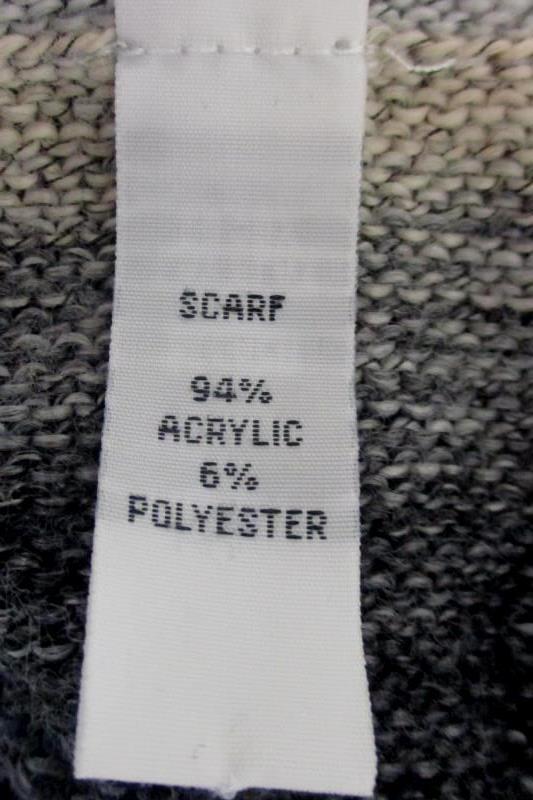 SCARF
94%
ACRYLIC
6%
POLYESTER